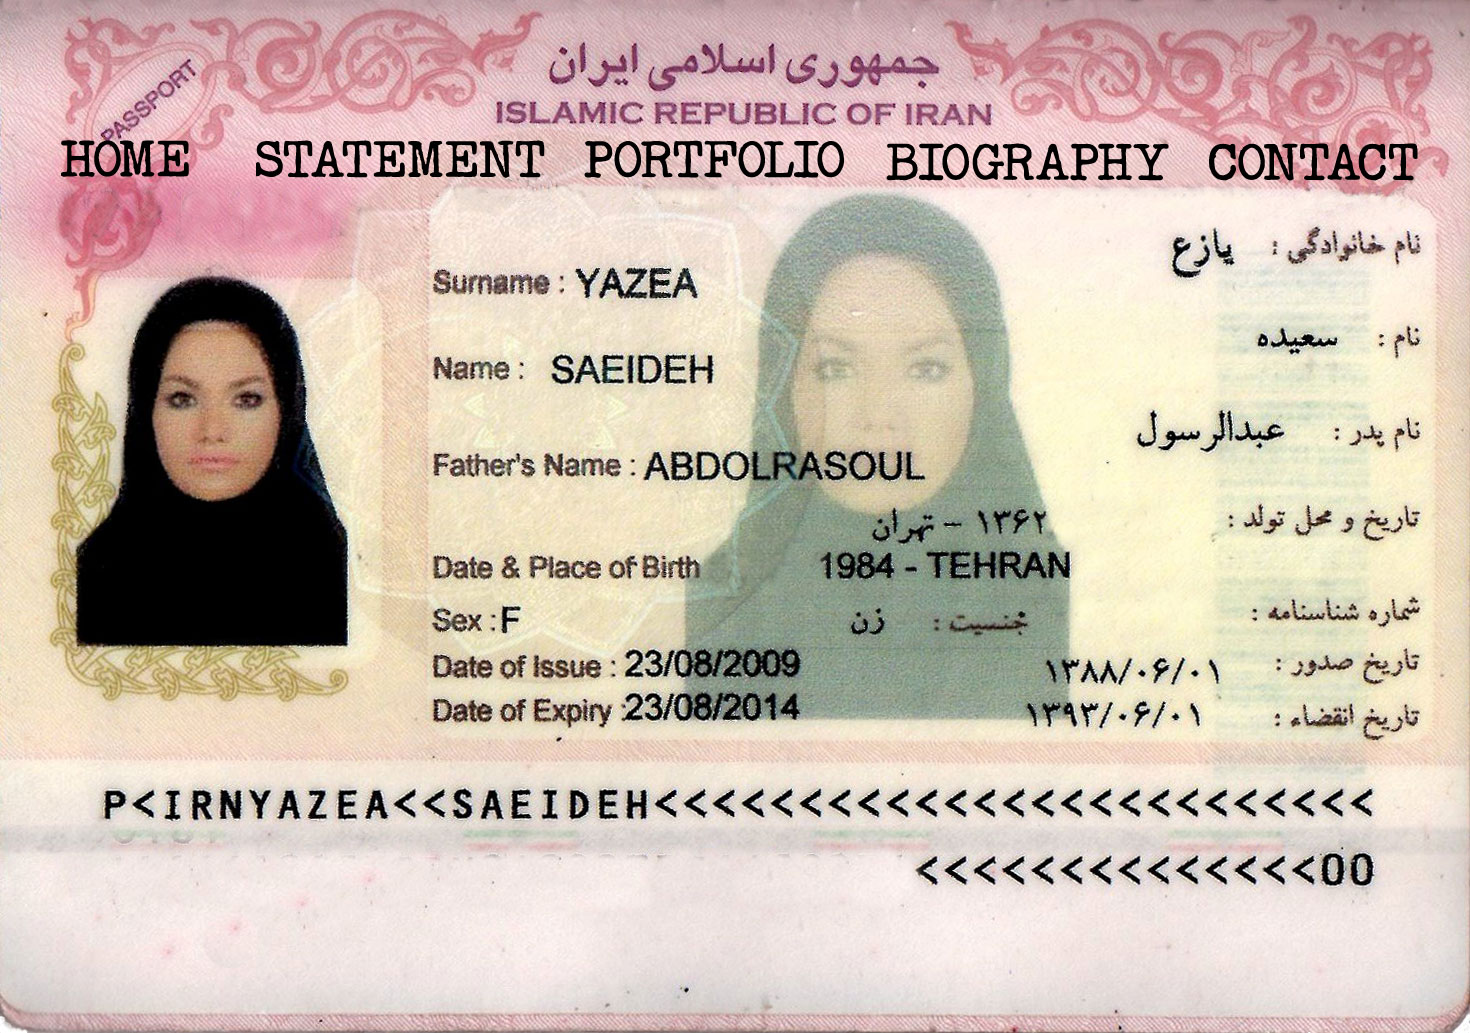 جمهوری اسلامی ایران
PASSPORT
ISLAMIC REPUBLIC OF IRAN
HOME STATEMENT PORTFOLIO BIOGRAPHY CONTACT
نام خانوادگی : یازع
Surname : YAZEA
نام : سعیده
Name : SAEIDEH
نام پدر : عبدالرسول
Father's Name : ABDOLRASOUL
تاریخ و محل تولد : ۱۳۶۲ - تهران
Date & Place of Birth 1984 - TEHRAN
شماره شناسنامه :
Sex : F جنسیت : زن
Date of Issue : 23/08/2009 تاریخ صدور : ۱۳۸۸/۰۶/۰۱
Date of Expiry : 23/08/2014 تاریخ انقضاء : ۱۳۹۳/۰۶/۰۱
P<IRNYAZEA<<SAEIDEH<<<<<<<<<<<<<<<<<<<<<<<<<
<<<<<<<<<<<<<<00